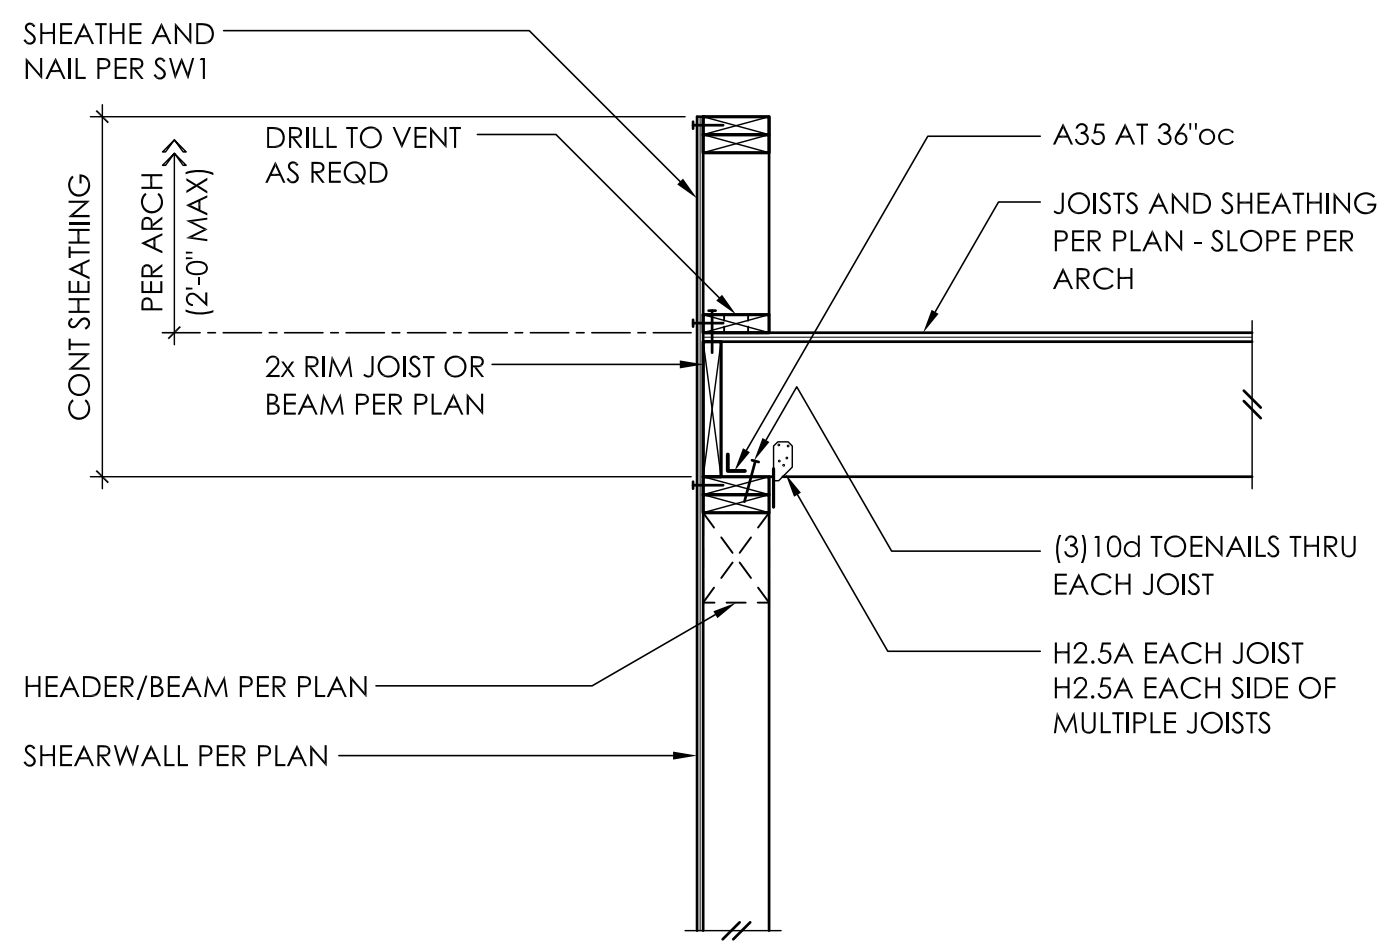 SHEATHE AND
NAIL PER SW1
DRILL TO VENT
AS REQD
CONT SHEATHING
PER ARCH
(2'-0" MAX)
2x RIM JOIST OR
BEAM PER PLAN
HEADER/BEAM PER PLAN
SHEARWALL PER PLAN
A35 AT 36"oc
JOISTS AND SHEATHING
PER PLAN - SLOPE PER
ARCH
(3)10d TOENAILS THRU
EACH JOIST
H2.5A EACH JOIST
H2.5A EACH SIDE OF
MULTIPLE JOISTS